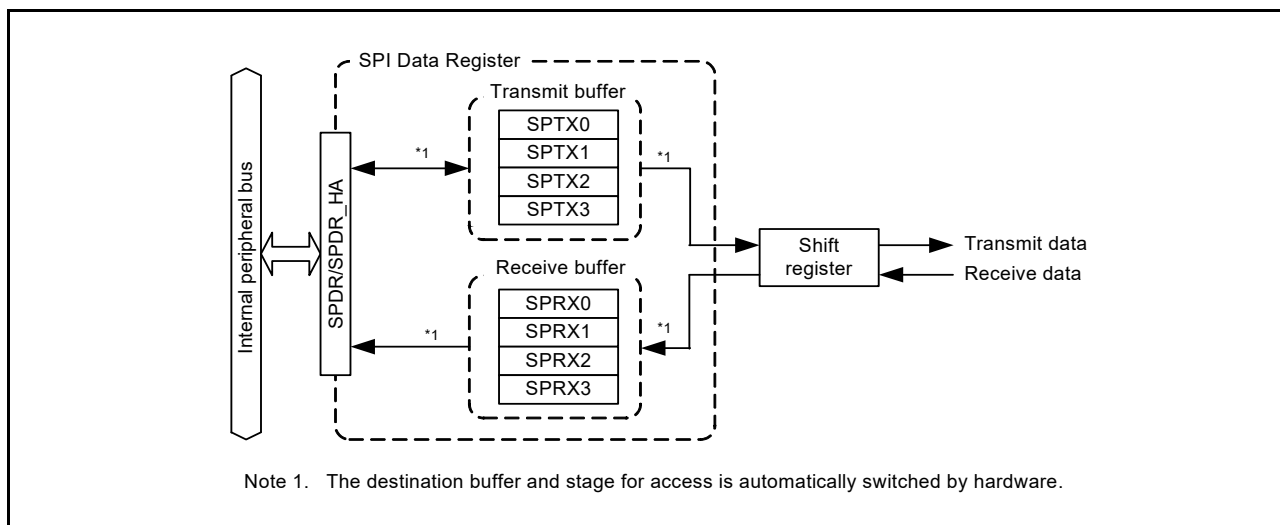 SPI Data Register
Transmit buffer
SPTX0
SPTX1
SPTX2
SPTX3
*1
*1
Internal peripheral bus
SPDR/SPDR_HA
Shift
register
Transmit data
Receive data
Receive buffer
SPRX0
SPRX1
SPRX2
SPRX3
*1
*1
Note 1. The destination buffer and stage for access is automatically switched by hardware.